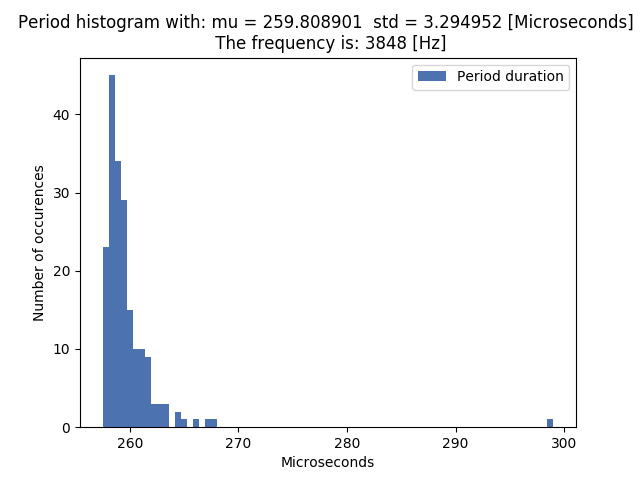 Period histogram with: mu = 259.808901  std = 3.294952 [Microseconds]
The frequency is: 3848 [Hz]
Period duration
Number of occurences
40
30
20
10
0
260
270
280
290
300
Microseconds